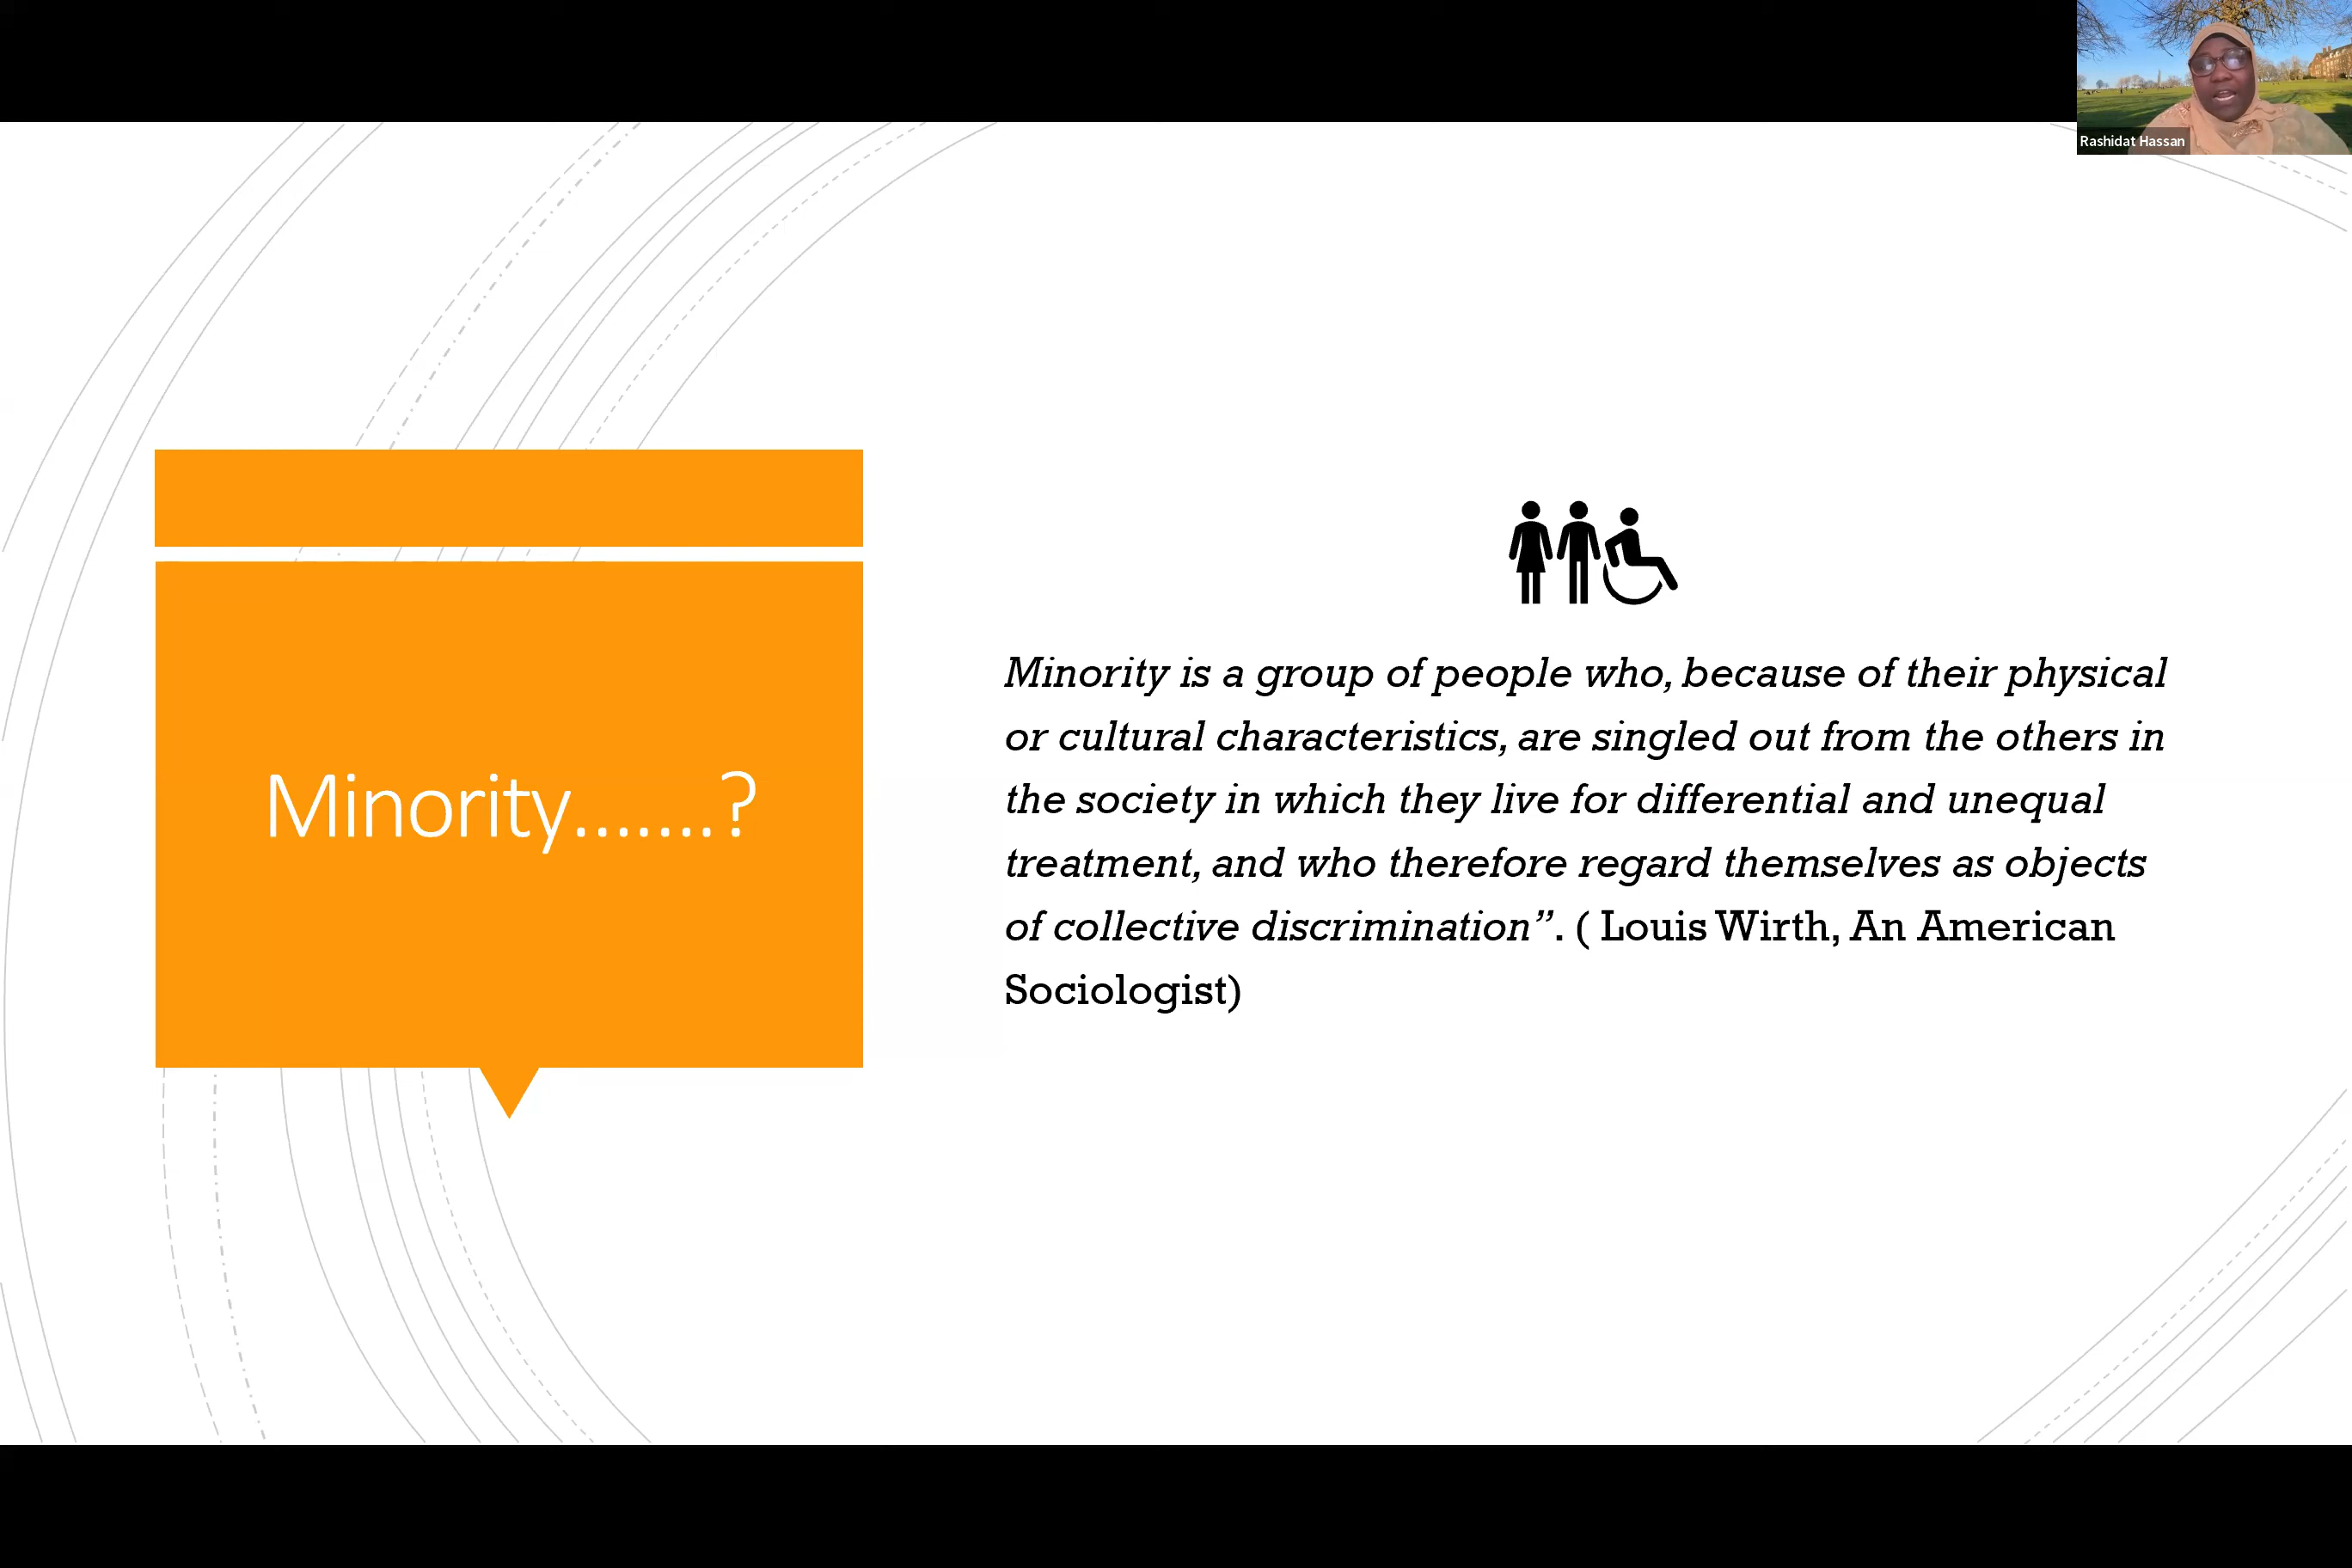 Rashidat Hassan
Minority.......?
Minority is a group of people who, because of their physical
or cultural characteristics, are singled out from the others in
the society in which they live for differential and unequal
treatment, and who therefore regard themselves as objects
of collective discrimination”. ( Louis Wirth, An American
Sociologist)